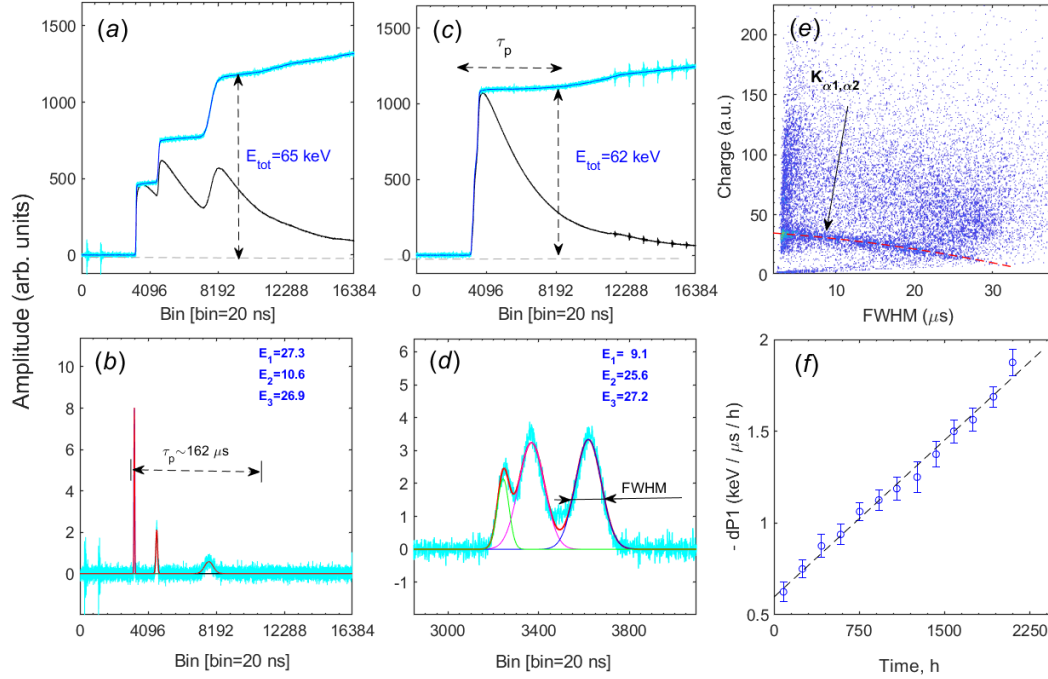 Amplitude (arb. units)
(a)
1500
1000
500
0
E_tot=65 keV
0 4096 8192 12288 16384
Bin [bin=20 ns]
(c)
τ_p
1500
1000
500
0
E_tot=62 keV
0 4096 8192 12288 16384
Bin [bin=20 ns]
(e)
K_α1,α2
Charge (a.u.)
200
150
100
50
0
10 20 30
FWHM (μs)
(b)
10
8
6
4
2
0
E_1=27.3
E_2=10.6
E_3=26.9
τ_p~162 μs
0 4096 8192 12288 16384
Bin [bin=20 ns]
(d)
6
5
4
3
2
1
0
-1
E_1= 9.1
E_2=25.6
E_3=27.2
FWHM
3000 3400 3800
Bin [bin=20 ns]
(f)
- dP1 (keV / μs / h)
2
1.5
1
0.5
0 750 1500 2250
Time, h